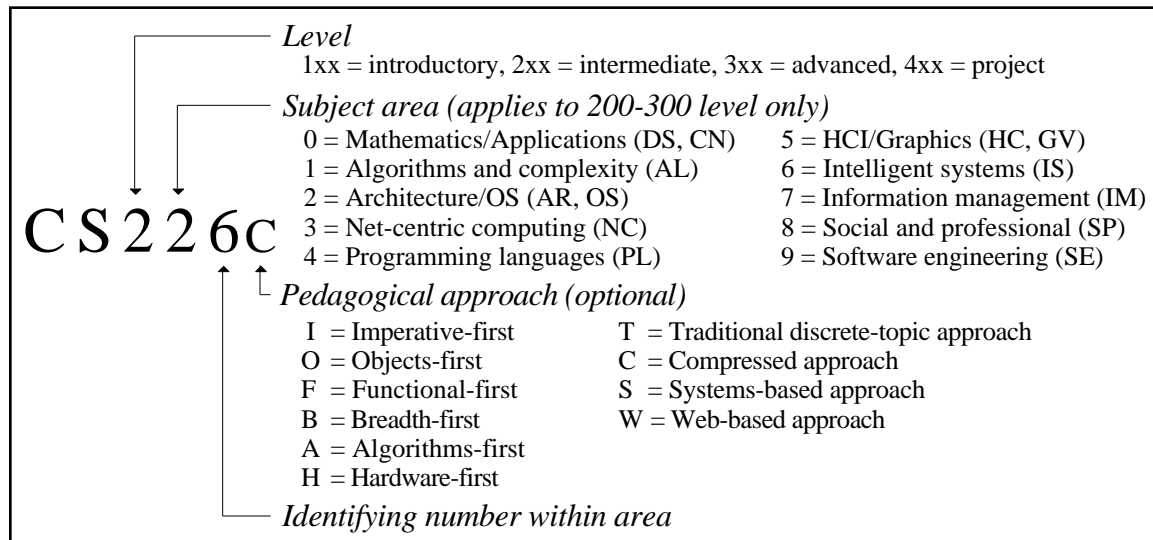 Level
1xx = introductory, 2xx = intermediate, 3xx = advanced, 4xx = project
Subject area (applies to 200-300 level only)
0 = Mathematics/Applications (DS, CN)
1 = Algorithms and complexity (AL)
2 = Architecture/OS (AR, OS)
3 = Net-centric computing (NC)
4 = Programming languages (PL)
5 = HCI/Graphics (HC, GV)
6 = Intelligent systems (IS)
7 = Information management (IM)
8 = Social and professional (SP)
9 = Software engineering (SE)
CS226C
Pedagogical approach (optional)
I = Imperative-first
O = Objects-first
F = Functional-first
B = Breadth-first
A = Algorithms-first
H = Hardware-first
T = Traditional discrete-topic approach
C = Compressed approach
S = Systems-based approach
W = Web-based approach
Identifying number within area